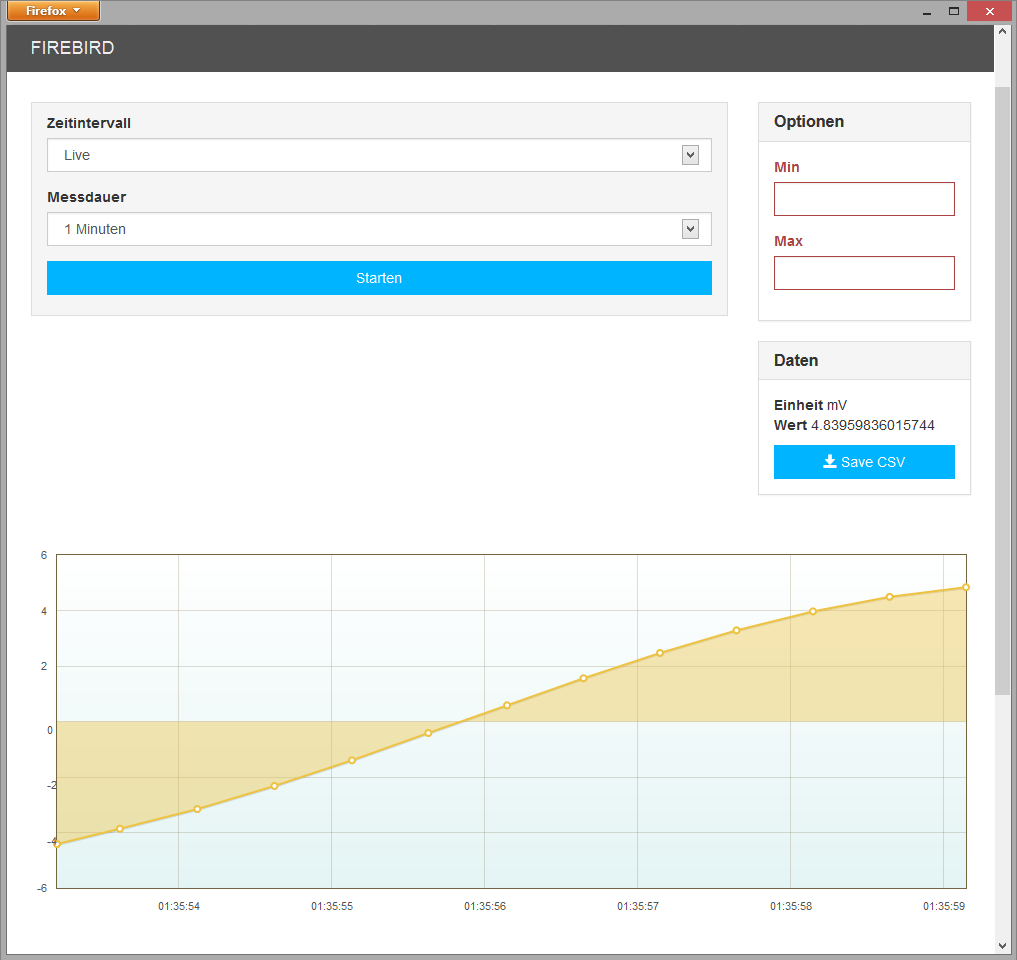 Firefox
FIREBIRD
Zeitintervall
Live
Messdauer
1 Minuten
Starten
Optionen
Min
Max
Daten
Einheit mV
Wert 4.83959836015744
Save CSV
6
4
2
0
-2
-4
-6
01:35:54 01:35:55 01:35:56 01:35:57 01:35:58 01:35:59